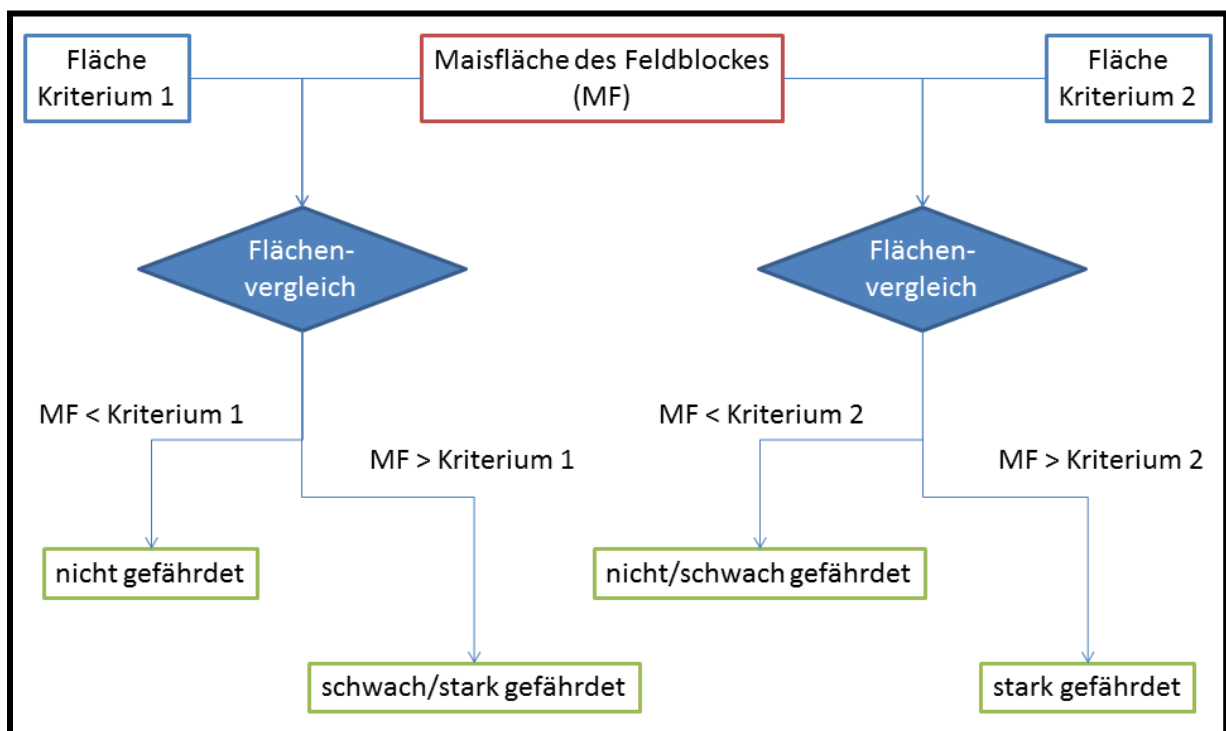 Fläche
Kriterium 1
Maisfläche des Feldblockes
(MF)
Fläche
Kriterium 2
Flächen-
vergleich
Flächen-
vergleich
MF < Kriterium 1
MF > Kriterium 1
MF < Kriterium 2
MF > Kriterium 2
nicht gefährdet
schwach/stark gefährdet
nicht/schwach gefährdet
stark gefährdet